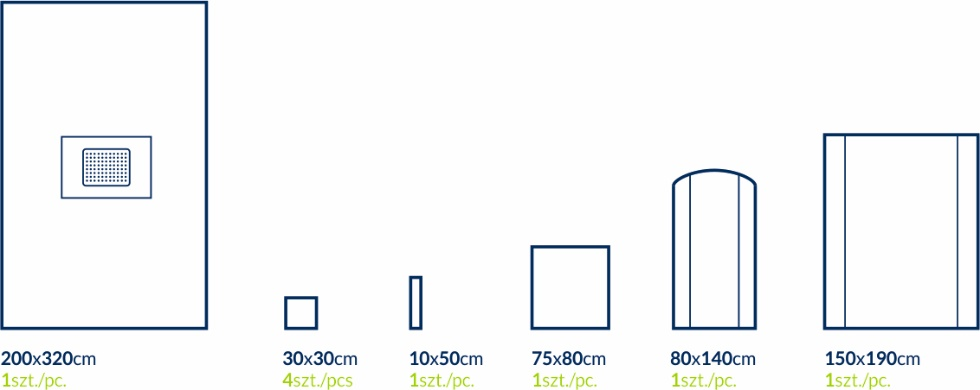 200x320cm
1szt./pc.
30x30cm
4szt./pcs
10x50cm
1szt./pc.
75x80cm
1szt./pc.
80x140cm
1szt./pc.
150x190cm
1szt./pc.